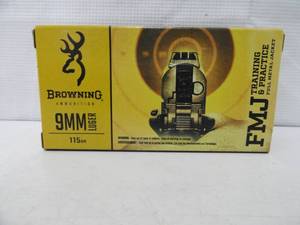 BROWNING
AMMUNITION
9MM
LUGER
115GR
FMJ
TRAINING
& PRACTICE
FULL METAL JACKET